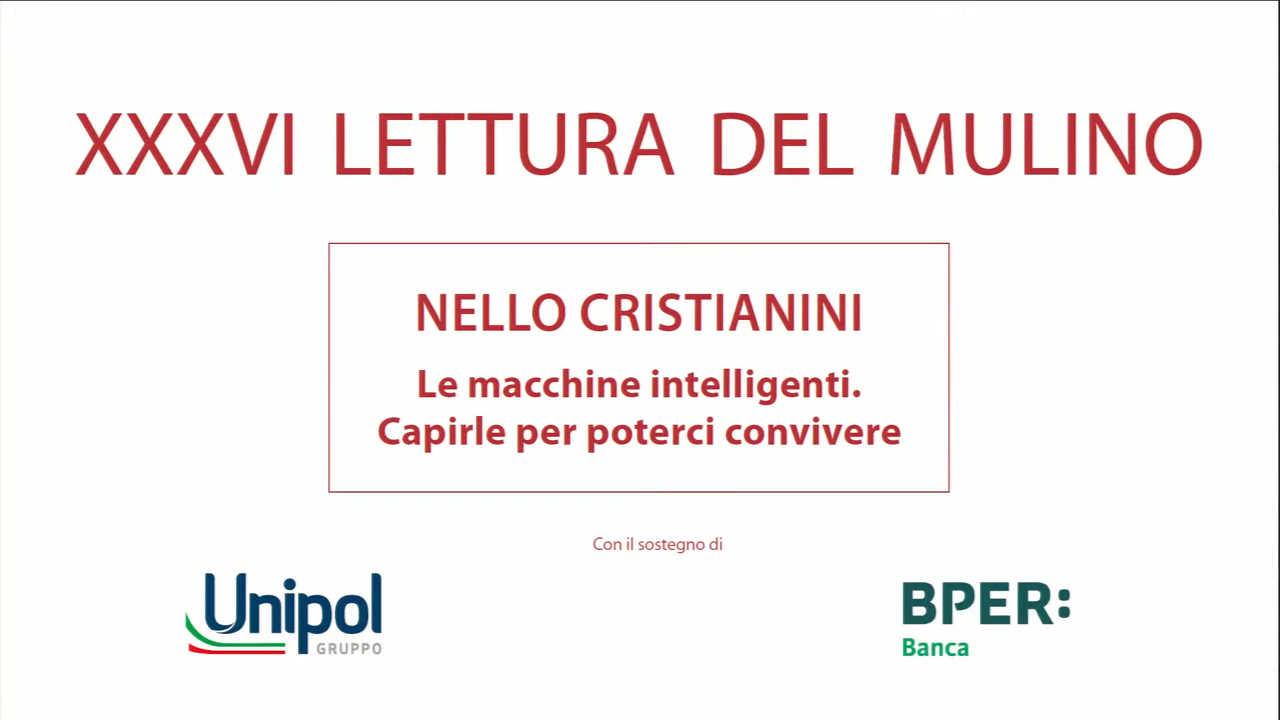 XXXVI LETTURA DEL MULINO
NELLO CRISTIANINI
Le macchine intelligenti.
Capirle per poterci convivere
Con il sostegno di
Unipol
GRUPPO
BPER:
Banca